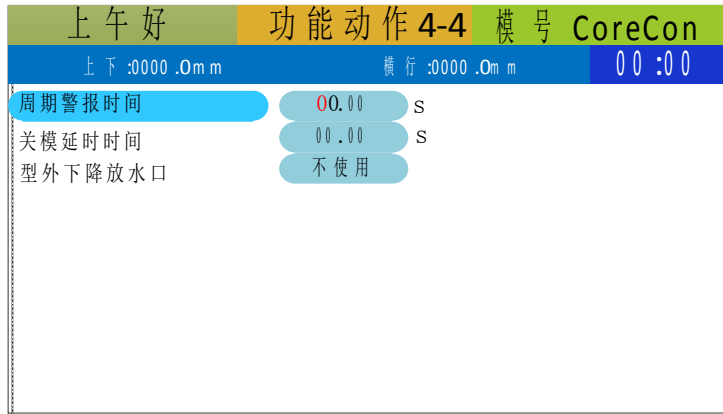 上午好 功能动作4-4 模号 CoreCon
上下:0000.0mm 横行:0000.0mm 00:00
周期警报时间 00.00 S
关模延时时间 00.00 S
型外下降放水口 不使用